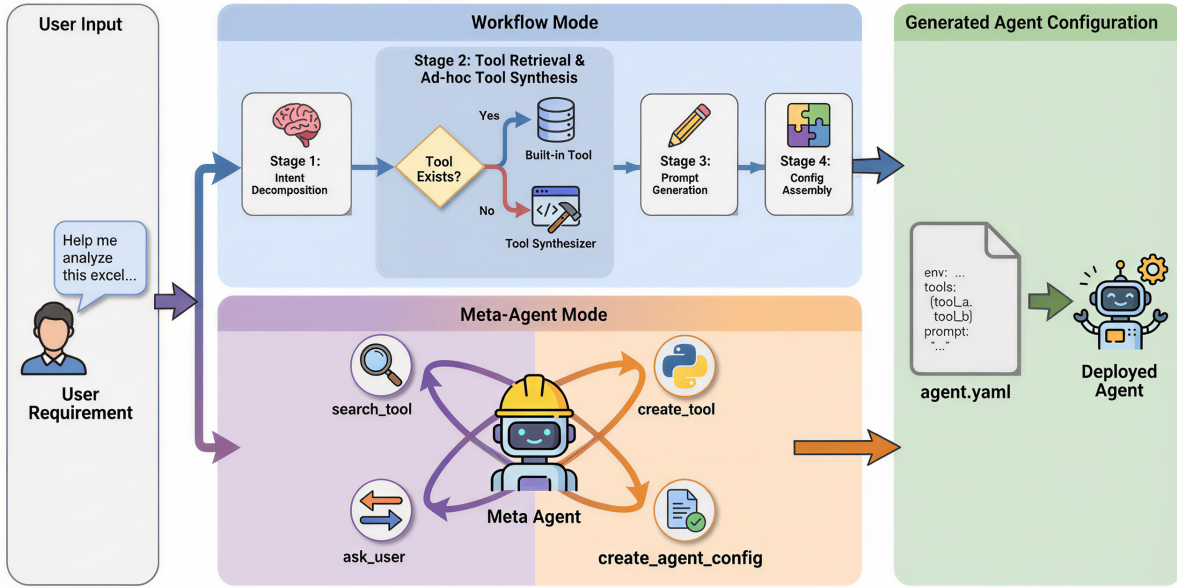 User Input
Help me
analyze
this excel...
User
Requirement
Workflow Mode
Stage 1:
Intent
Decomposition
Stage 2: Tool Retrieval &
Ad-hoc Tool Synthesis
Tool
Exists?
Yes
Built-in Tool
No
</>
Tool Synthesizer
Stage 3:
Prompt
Generation
Stage 4:
Config
Assembly
Meta-Agent Mode
search_tool
create_tool
Meta Agent
ask_user
create_agent_config
Generated Agent Configuration
env: ...
tools:
{tool_a.
tool_b}
prompt:
"..."
agent.yaml
Deployed
Agent